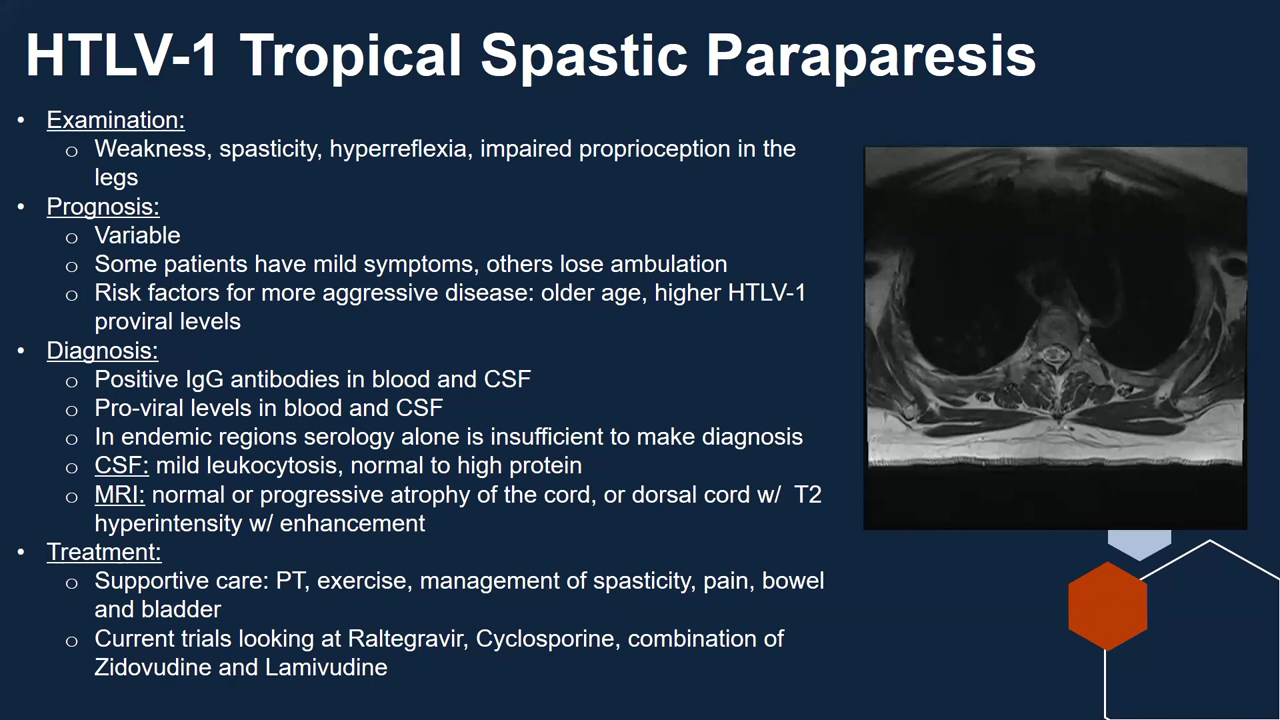 HTLV-1 Tropical Spastic Paraparesis
• Examination:
o Weakness, spasticity, hyperreflexia, impaired proprioception in the
legs
• Prognosis:
o Variable
o Some patients have mild symptoms, others lose ambulation
o Risk factors for more aggressive disease: older age, higher HTLV-1
proviral levels
• Diagnosis:
o Positive IgG antibodies in blood and CSF
o Pro-viral levels in blood and CSF
o In endemic regions serology alone is insufficient to make diagnosis
o CSF: mild leukocytosis, normal to high protein
o MRI: normal or progressive atrophy of the cord, or dorsal cord w/  T2
hyperintensity w/ enhancement
• Treatment:
o Supportive care: PT, exercise, management of spasticity, pain, bowel
and bladder
o Current trials looking at Raltegravir, Cyclosporine, combination of
Zidovudine and Lamivudine